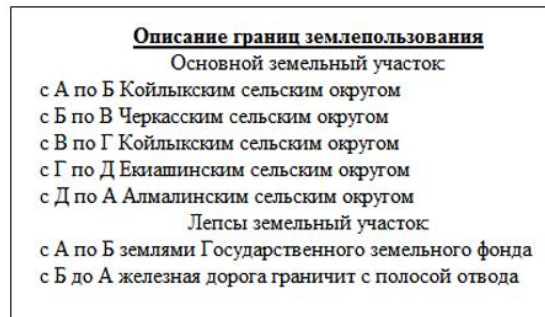 Описание границ землепользования
Основной земельный участок:
с А по Б Койлыкским сельским округом
с Б по В Черкасским сельским округом
с В по Г Койлыкским сельским округом
с Г по Д Екиашинским сельским округом
с Д по А Алмалинским сельским округом
Лепсы земельный участок:
с А по Б землями Государственного земельного фонда
с Б до А железная дорога граничит с полосой отвода